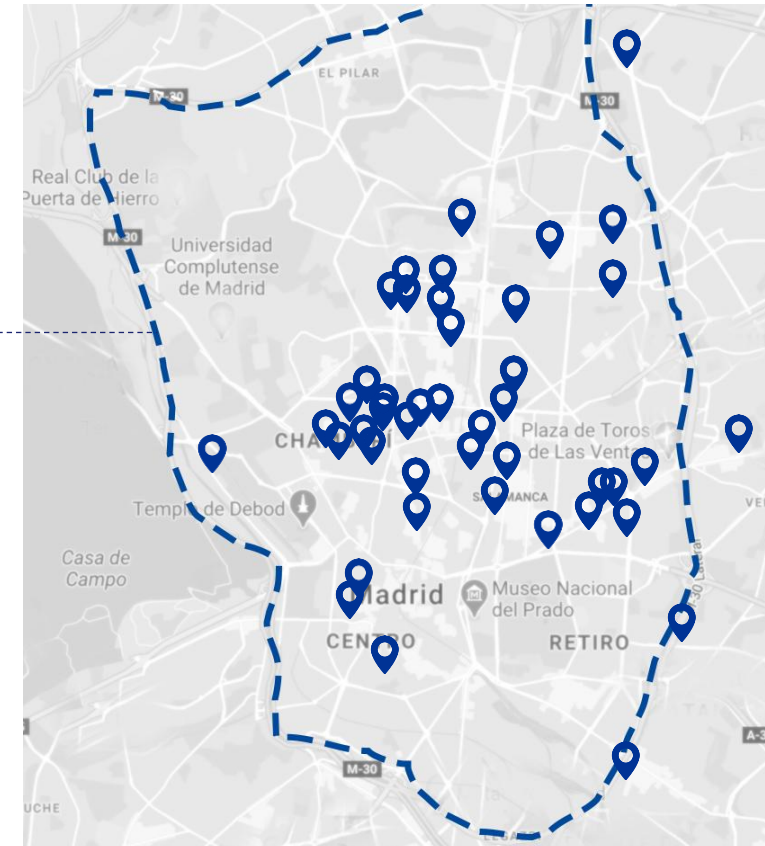 EL PILAR
M-30
M-30
Real Club de la
Puerta de Hierro
M-30
Universidad
Complutense
de Madrid
Plaza de Toros
de Las Ventas
CHAMBERÍ
SALAMANCA
Templo de Debod
Casa de
Campo
Madrid
Museo Nacional
del Prado
CENTRO
RETIRO
M-30
A-3
UCHE